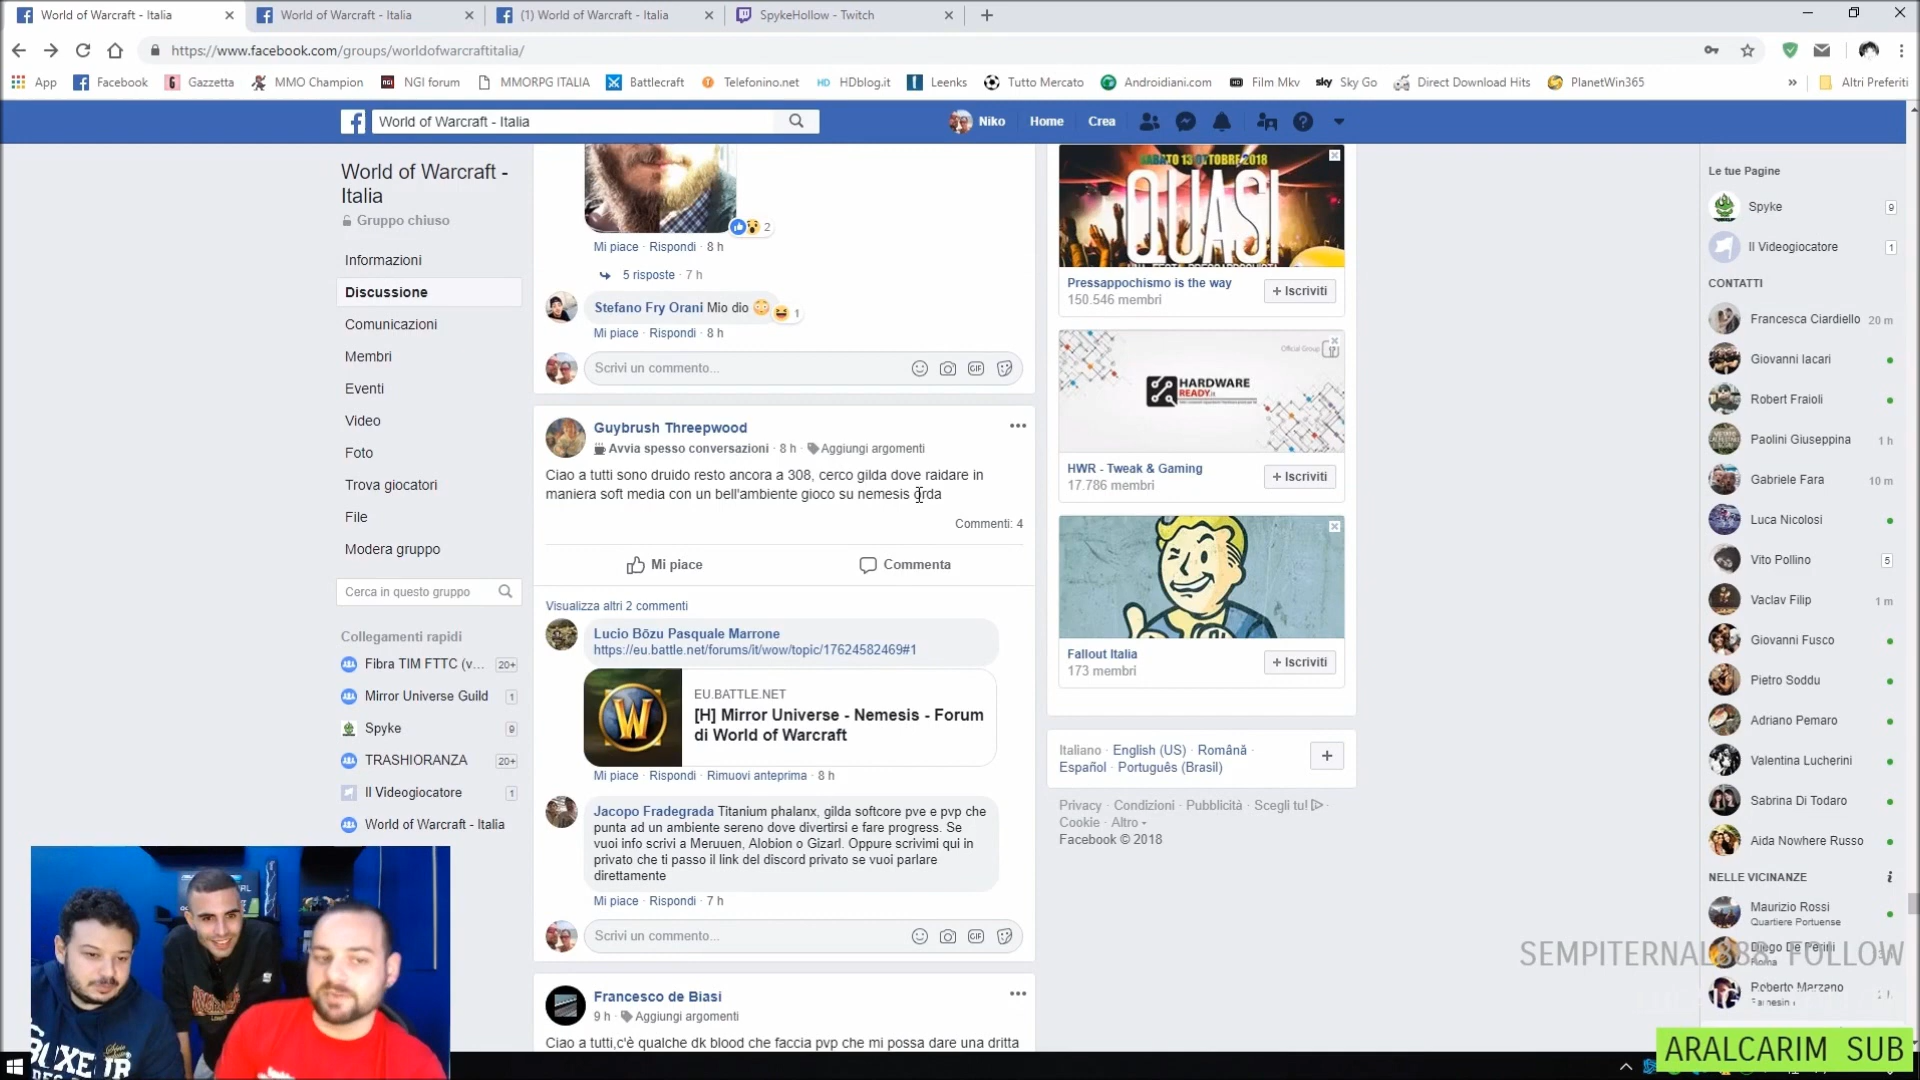 World of Warcraft - Italia
World of Warcraft - Italia
(1) World of Warcraft - Italia
SpykeHollow - Twitch
https://www.facebook.com/groups/worldofwarcraftitalia/
App
Facebook
Gazzetta
MMO Champion
NGI forum
MMORPG ITALIA
Battlecraft
Telefonino.net
HDblog.it
Leenks
Tutto Mercato
Androidiani.com
Film Mkv
Sky Go
Direct Download Hits
PlanetWin365
Altri Preferiti
World of Warcraft - Italia
Niko
Home
Crea
World of Warcraft -
Italia
Gruppo chiuso
Informazioni
Discussione
Comunicazioni
Membri
Eventi
Video
Foto
Trova giocatori
File
Modera gruppo
Cerca in questo gruppo
Collegamenti rapidi
Fibra TIM FTTC (v... 20+
Mirror Universe Guild 1
Spyke 9
TRASHIORANZA 20+
Il Videogiocatore 1
World of Warcraft - Italia
2
Mi piace · Rispondi · 8 h
5 risposte · 7 h
Stefano Fry Orani Mio dio
1
Mi piace · Rispondi · 8 h
Scrivi un commento...
GIF
Guybrush Threepwood
Avvia spesso conversazioni · 8 h · Aggiungi argomenti
Ciao a tutti sono druido resto ancora a 308, cerco gilda dove raidare in
maniera soft media con un bell'ambiente gioco su nemesis orda
Commenti: 4
Mi piace
Commenta
Visualizza altri 2 commenti
Lucio Bōzu Pasquale Marrone
https://eu.battle.net/forums/it/wow/topic/17624582469#1
EU.BATTLE.NET
[H] Mirror Universe - Nemesis - Forum
di World of Warcraft
Mi piace · Rispondi · Rimuovi anteprima · 8 h
Jacopo Fradegrada Titanium phalanx, gilda softcore pve e pvp che
punta ad un ambiente sereno dove divertirsi e fare progress. Se
vuoi info scrivi a Meruuen, Alobion o Gizarl. Oppure scrivimi qui in
privato che ti passo il link del discord privato se vuoi parlare
direttamente
Mi piace · Rispondi · 7 h
Scrivi un commento...
GIF
Francesco de Biasi
9 h · Aggiungi argomenti
Ciao a tutti,c'è qualche dk blood che faccia pvp che mi possa dare una dritta
SABATO 13 OTTOBRE 2018
QUASI
Pressappochismo is the way
150.546 membri
+ Iscriviti
Official Group
HARDWARE
READY.it
HWR - Tweak & Gaming
17.786 membri
+ Iscriviti
Fallout Italia
173 membri
+ Iscriviti
Italiano · English (US) · Română ·
Español · Português (Brasil)
Privacy · Condizioni · Pubblicità · Scegli tu! ·
Cookie · Altro
Facebook © 2018
Le tue Pagine
Spyke 9
Il Videogiocatore 1
CONTATTI
Francesca Ciardiello 20 m
Giovanni Iacari
Robert Fraioli
Paolini Giuseppina 1 h
Gabriele Fara 10 m
Luca Nicolosi
Vito Pollino 5
Vaclav Filip 1 m
Giovanni Fusco
Pietro Soddu
Adriano Pemaro
Valentina Lucherini
Sabrina Di Todaro
Aida Nowhere Russo
NELLE VICINANZE
Maurizio Rossi
Quartiere Portuense
Diego De Perini
Roma
Roberto Marzano
SEMPITERNAL888: FOLLOW
ARALCARIM SUB